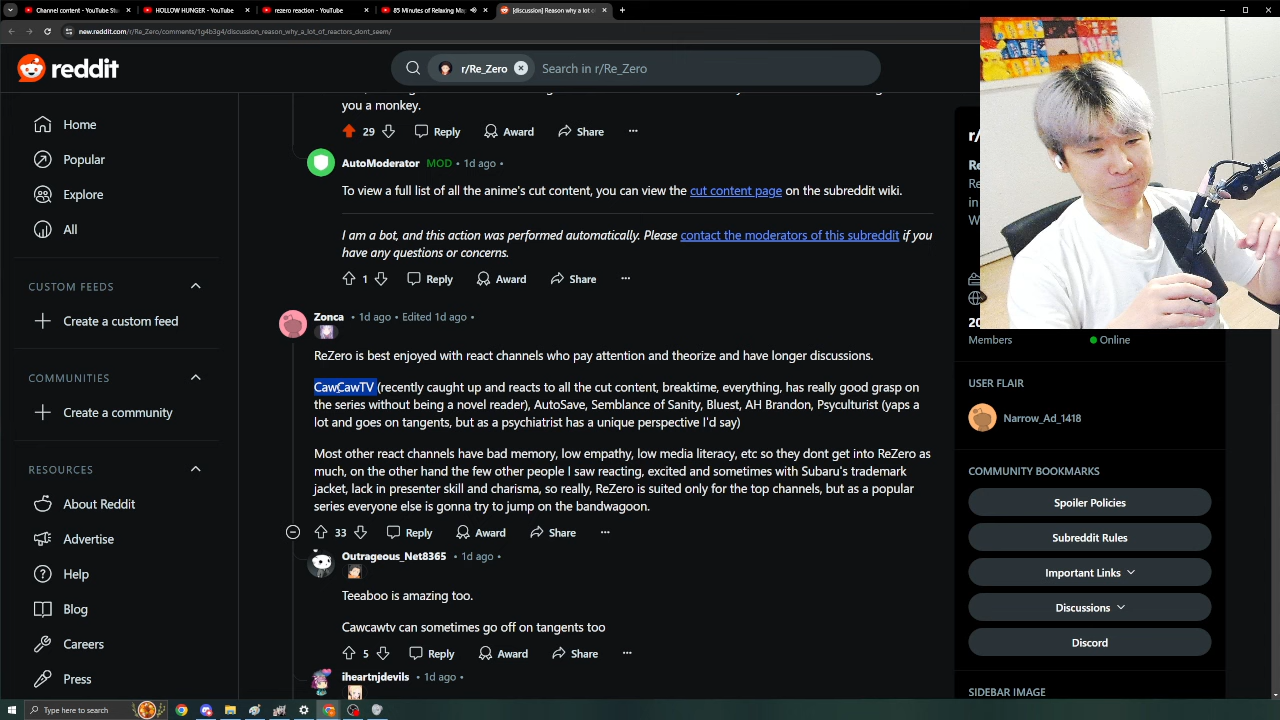 Channel content - YouTube Stu
HOLLOW HUNGER - YouTube
rezero reaction - YouTube
[discussion] Reason why a lot o
new.reddit.com/r/Re_Zero/comments/1g4b3g4/discussion_reason_why_a_lot_of_reactors_dont_seem/
reddit
r/Re_Zero
Search in r/Re_Zero
Home
Popular
Explore
All
CUSTOM FEEDS
Create a custom feed
COMMUNITIES
Create a community
RESOURCES
About Reddit
Advertise
Help
Blog
Careers
Press
you a monkey.
29 Reply Award Share
AutoModerator MOD • 1d ago •
To view a full list of all the anime's cut content, you can view the cut content page on the subreddit wiki.
I am a bot, and this action was performed automatically. Please contact the moderators of this subreddit if you
have any questions or concerns.
1 Reply Award Share
Zonca • 1d ago • Edited 1d ago •
ReZero is best enjoyed with react channels who pay attention and theorize and have longer discussions.
CawCawTV (recently caught up and reacts to all the cut content, breaktime, everything, has really good grasp on
the series without being a novel reader), AutoSave, Semblance of Sanity, Bluest, AH Brandon, Psyculturist (yaps a
lot and goes on tangents, but as a psychiatrist has a unique perspective I'd say)
Most other react channels have bad memory, low empathy, low media literacy, etc so they dont get into ReZero as
much, on the other hand the few other people I saw reacting, excited and sometimes with Subaru's trademark
jacket, lack in presenter skill and charisma, so really, ReZero is suited only for the top channels, but as a popular
series everyone else is gonna try to jump on the bandwagoon.
33 Reply Award Share
Outrageous_Net8365 • 1d ago •
Teeaboo is amazing too.
Cawcawtv can sometimes go off on tangents too
5 Reply Award Share
iheartnjdevils • 1d ago •
Members
Online
USER FLAIR
Narrow_Ad_1418
COMMUNITY BOOKMARKS
Spoiler Policies
Subreddit Rules
Important Links
Discussions
Discord
SIDEBAR IMAGE
Type here to search